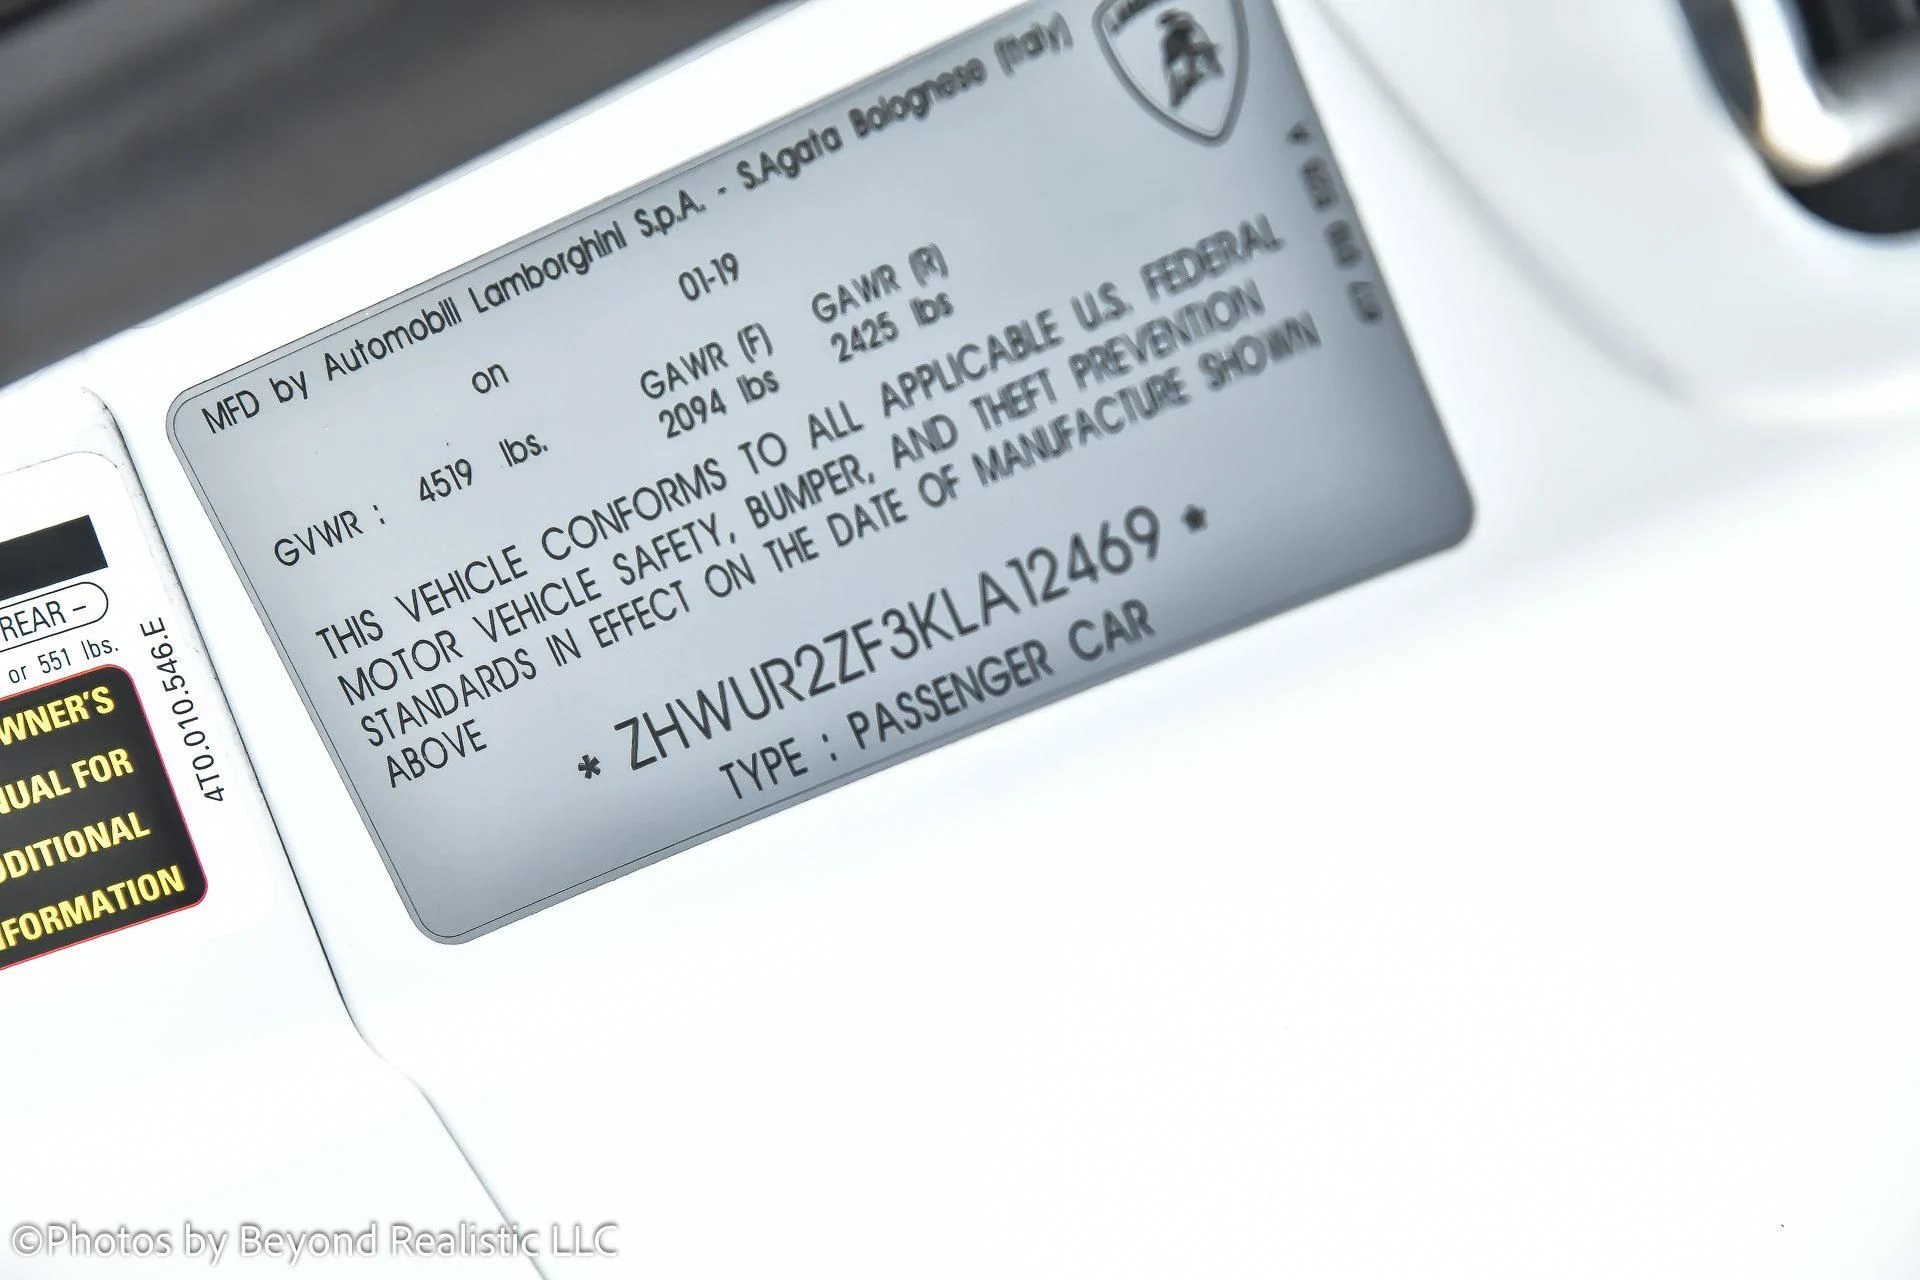 MFD by Automobili Lamborghini S.p.A. - S.Agata Bolognese (Italy)
on 01-19
GVWR : 4519 lbs. GAWR (F) GAWR (R)
2094 lbs 2425 lbs
THIS VEHICLE CONFORMS TO ALL APPLICABLE U.S. FEDERAL
MOTOR VEHICLE SAFETY, BUMPER, AND THEFT PREVENTION
STANDARDS IN EFFECT ON THE DATE OF MANUFACTURE SHOWN
ABOVE
* ZHWUR2ZF3KLA12469 *
TYPE : PASSENGER CAR
REAR -
or 551 lbs.
WNER'S
NUAL FOR
DDITIONAL
NFORMATION
4T0.010.546.E
©Photos by Beyond Realistic LLC